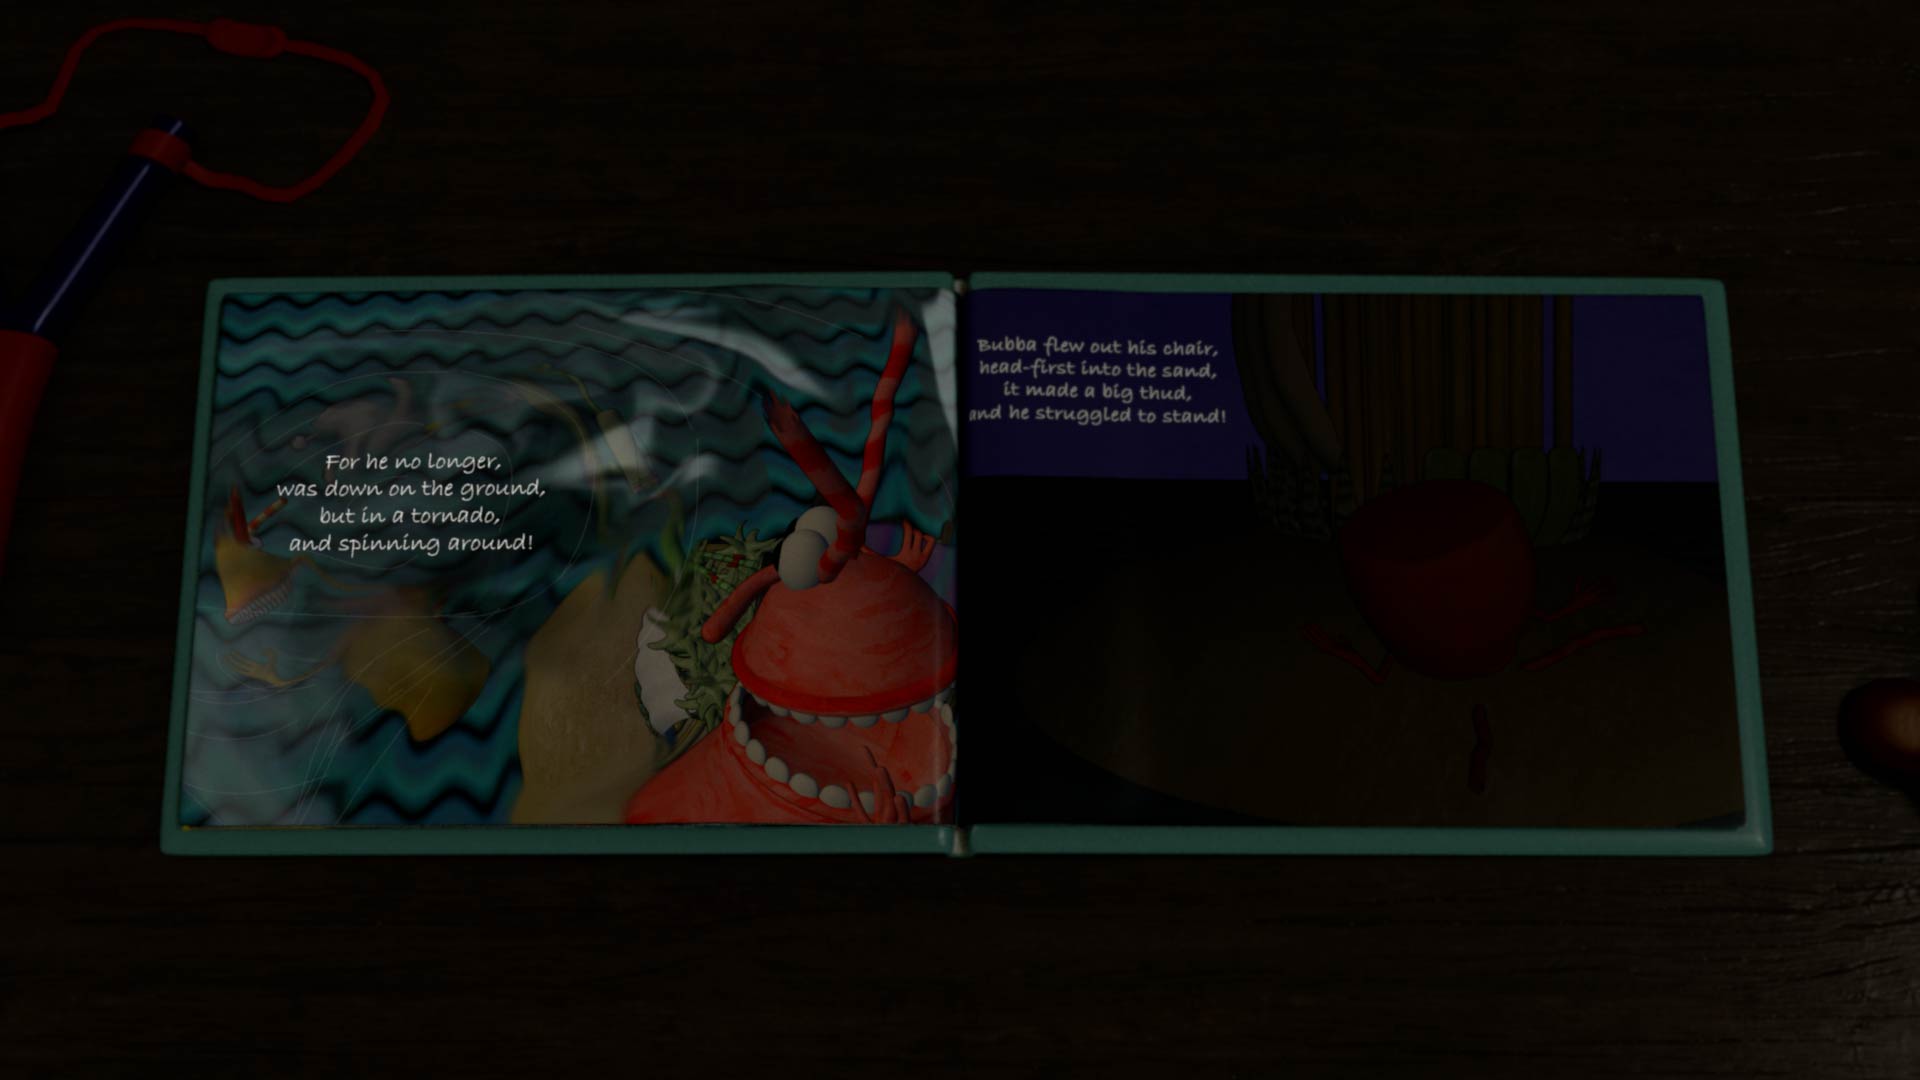 For he no longer,
was down on the ground,
but in a tornado,
and spinning around!
Bubba flew out his chair,
head-first into the sand,
it made a big thud,
and he struggled to stand!